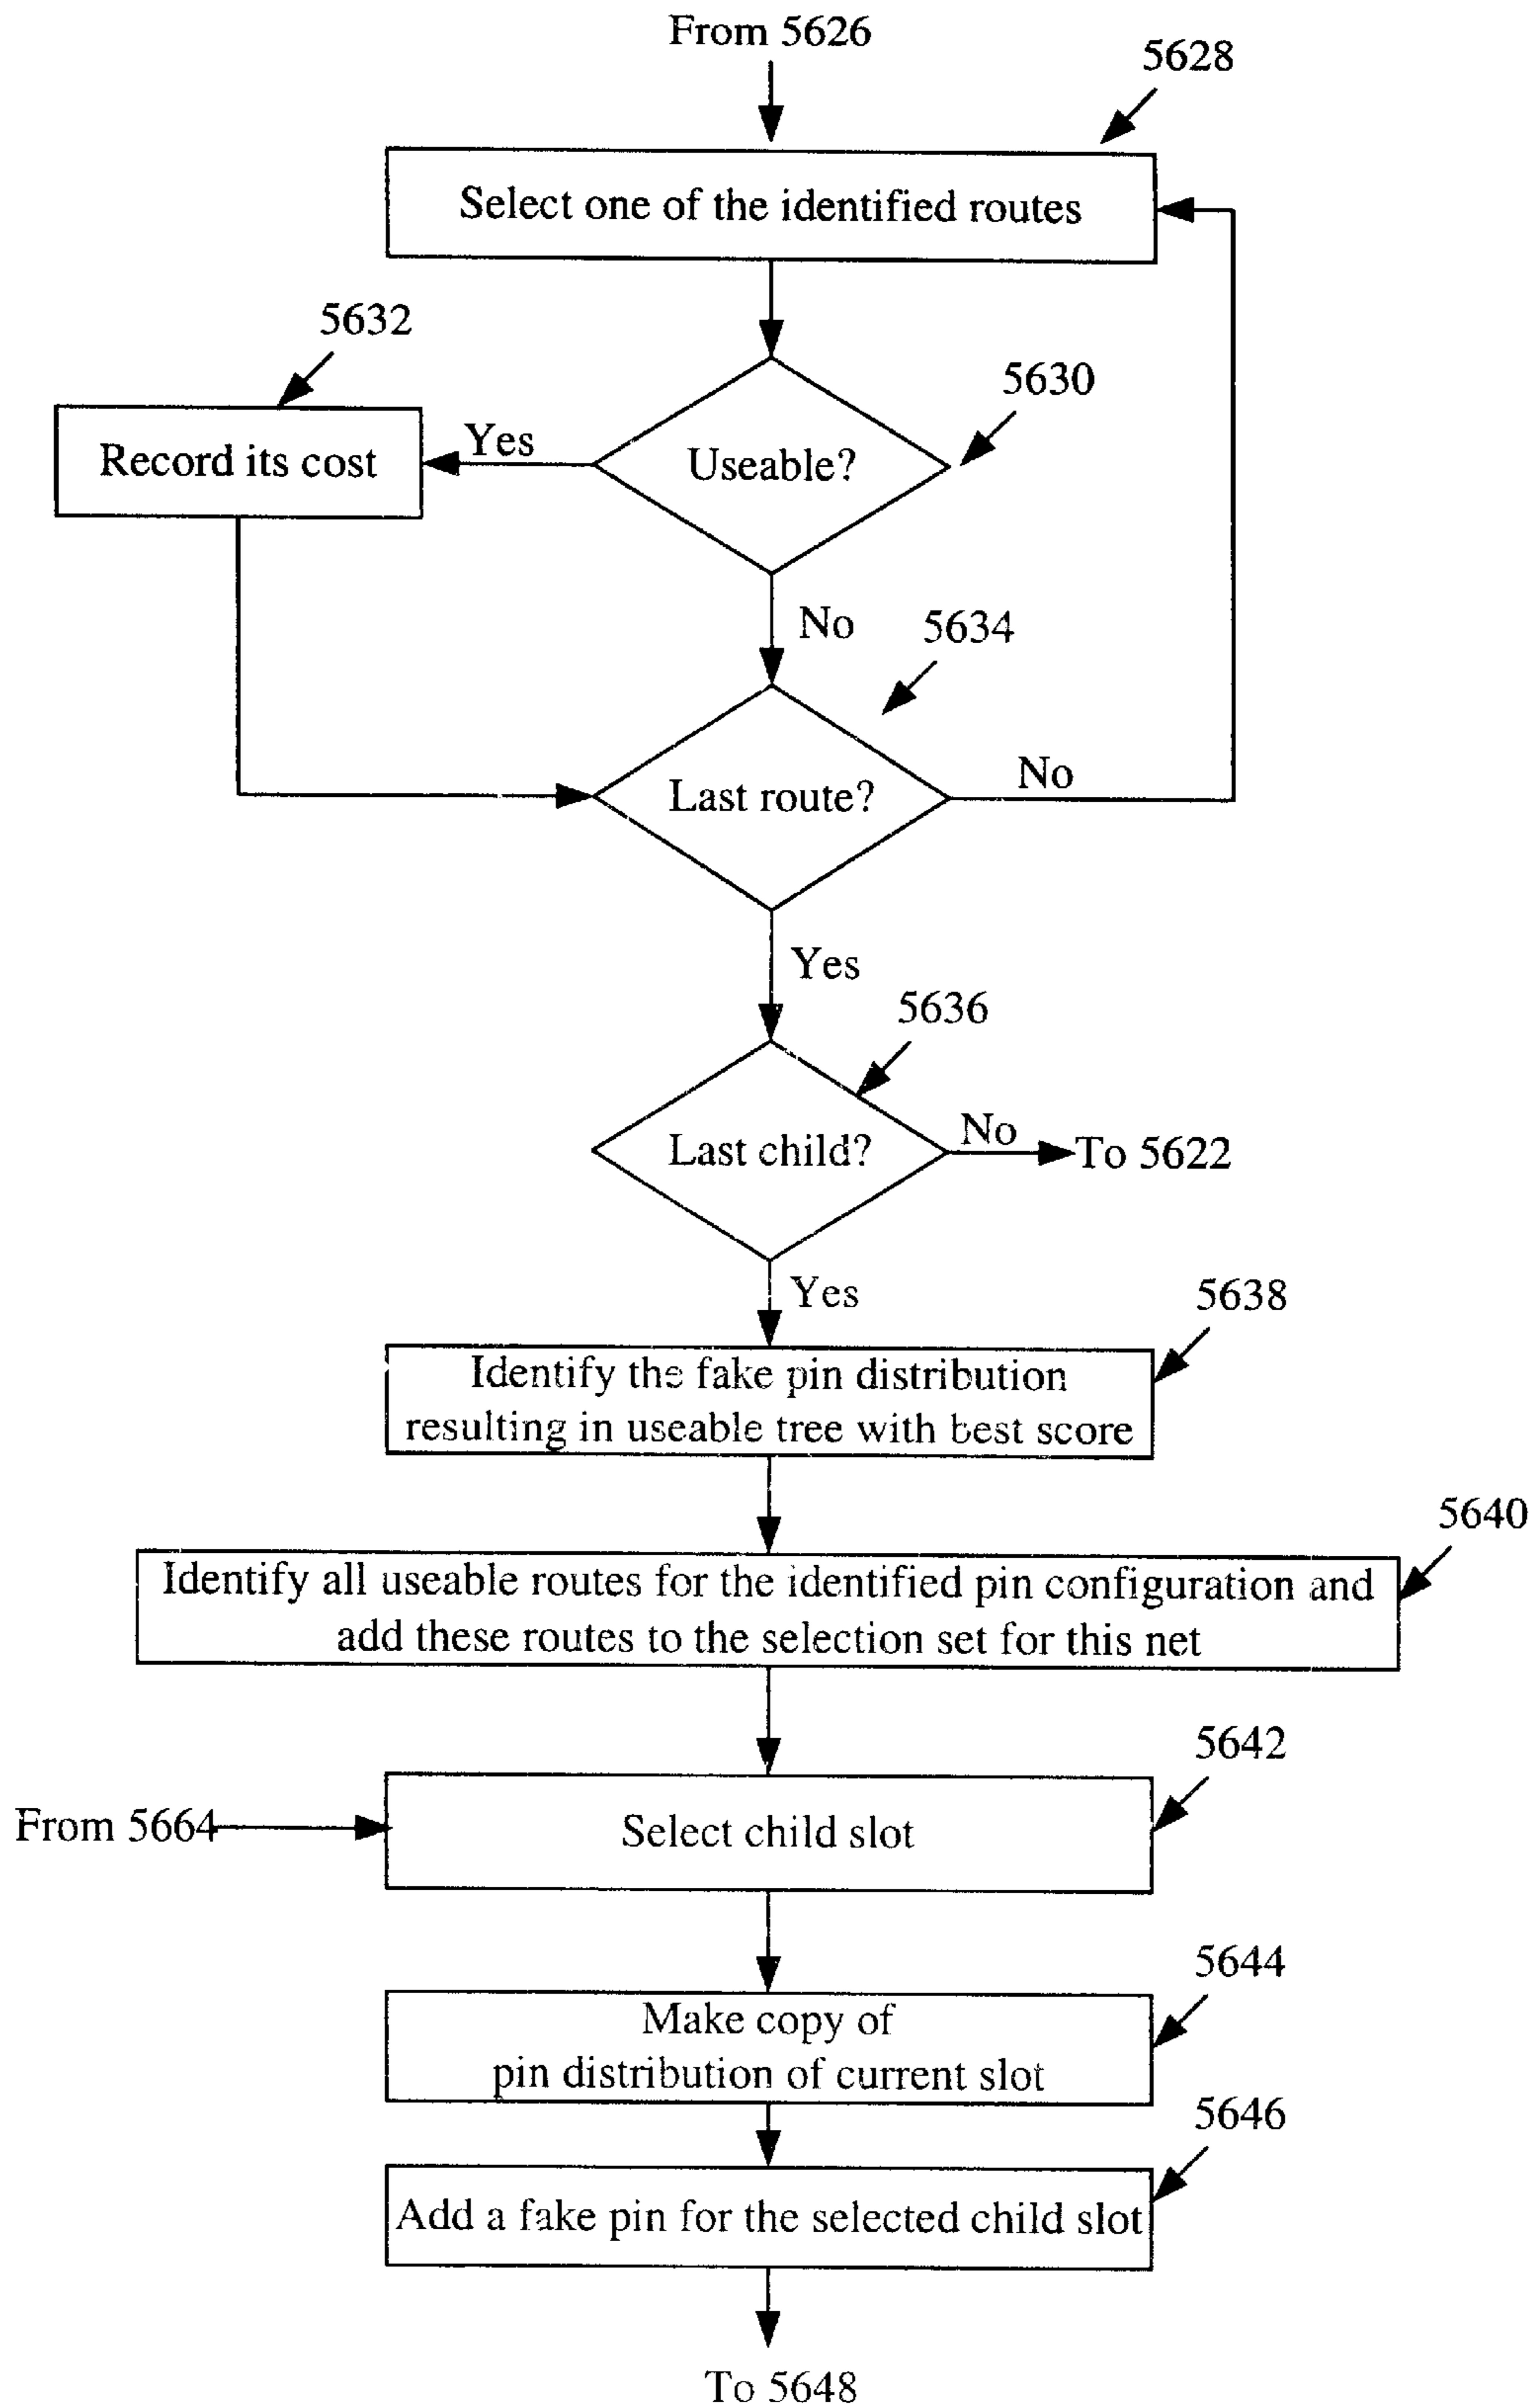 From 5626
5628
Select one of the identified routes
5632
5630
Record its cost
Yes
Useable?
No
5634
Last route?
No
Yes
5636
Last child?
No
To 5622
Yes
5638
Identify the fake pin distribution
resulting in useable tree with best score
5640
Identify all useable routes for the identified pin configuration and
add these routes to the selection set for this net
5642
From 5664
Select child slot
5644
Make copy of
pin distribution of current slot
5646
Add a fake pin for the selected child slot
To 5648